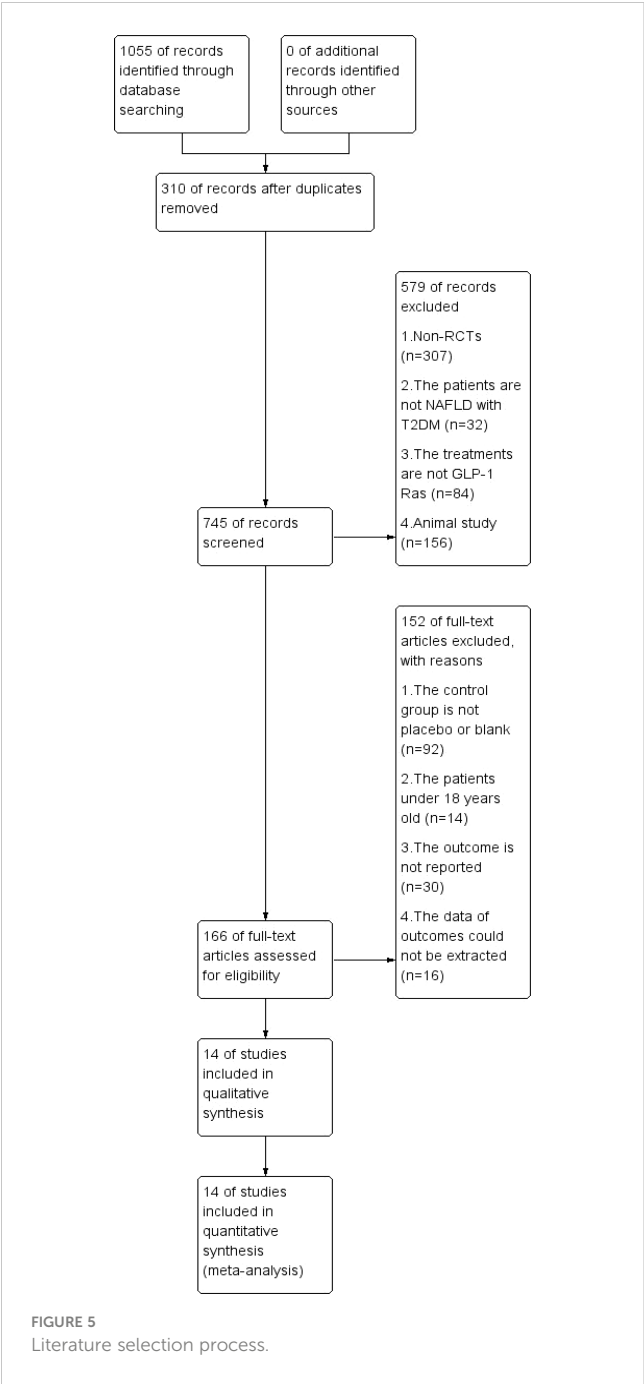 1055 of records
identified through
database
searching
0 of additional
records identified
through other
sources
310 of records after duplicates
removed
579 of records
excluded
1.Non-RCTs
(n=307)
2.The patients are
not NAFLD with
T2DM (n=32)
3.The treatments
are not GLP-1
Ras (n=84)
4.Animal study
(n=156)
745 of records
screened
152 of full-text
articles excluded,
with reasons
1.The control
group is not
placebo or blank
(n=92)
2.The patients
under 18 years
old (n=14)
3.The outcome is
not reported
(n=30)
4.The data of
outcomes could
not be extracted
(n=16)
166 of full-text
articles assessed
for eligibility
14 of studies
included in
qualitative
synthesis
14 of studies
included in
quantitative
synthesis
(meta-analysis)
FIGURE 5
Literature selection process.